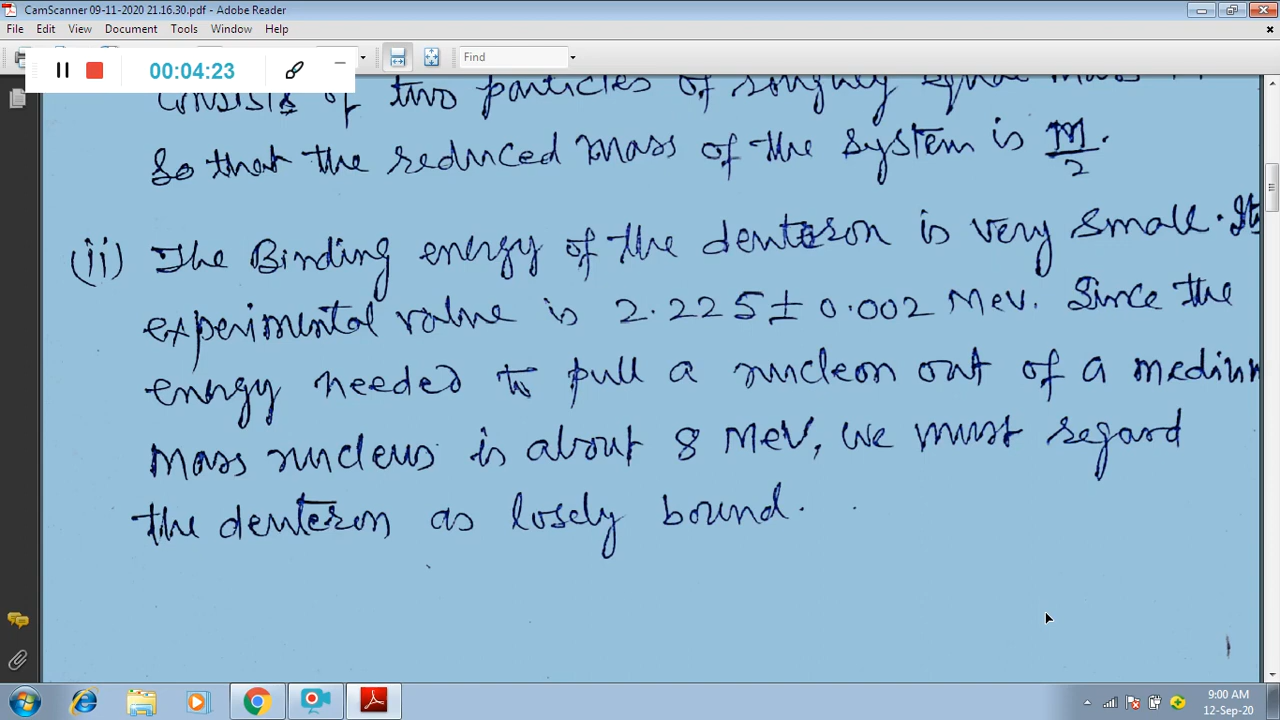 CamScanner 09-11-2020 21.16.30.pdf - Adobe Reader
File Edit View Document Tools Window Help
00:04:23
Find
consists of two particles of roughly equal mass
so that the reduced mass of the system is M/2.
(ii) The Binding energy of the deuteron is very small. Its
experimental value is 2.225 ± 0.002 Mev. Since the
energy needed to pull a nucleon out of a medium
mass nucleus is about 8 MeV, we must regard
the deuteron as losely bound.
9:00 AM
12-Sep-20